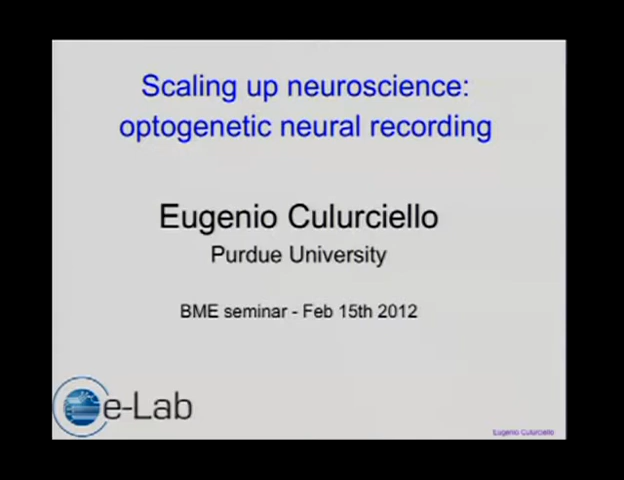 Scaling up neuroscience:
optogenetic neural recording
Eugenio Culurciello
Purdue University
BME seminar - Feb 15th 2012
e-Lab
Eugenio Culurciello